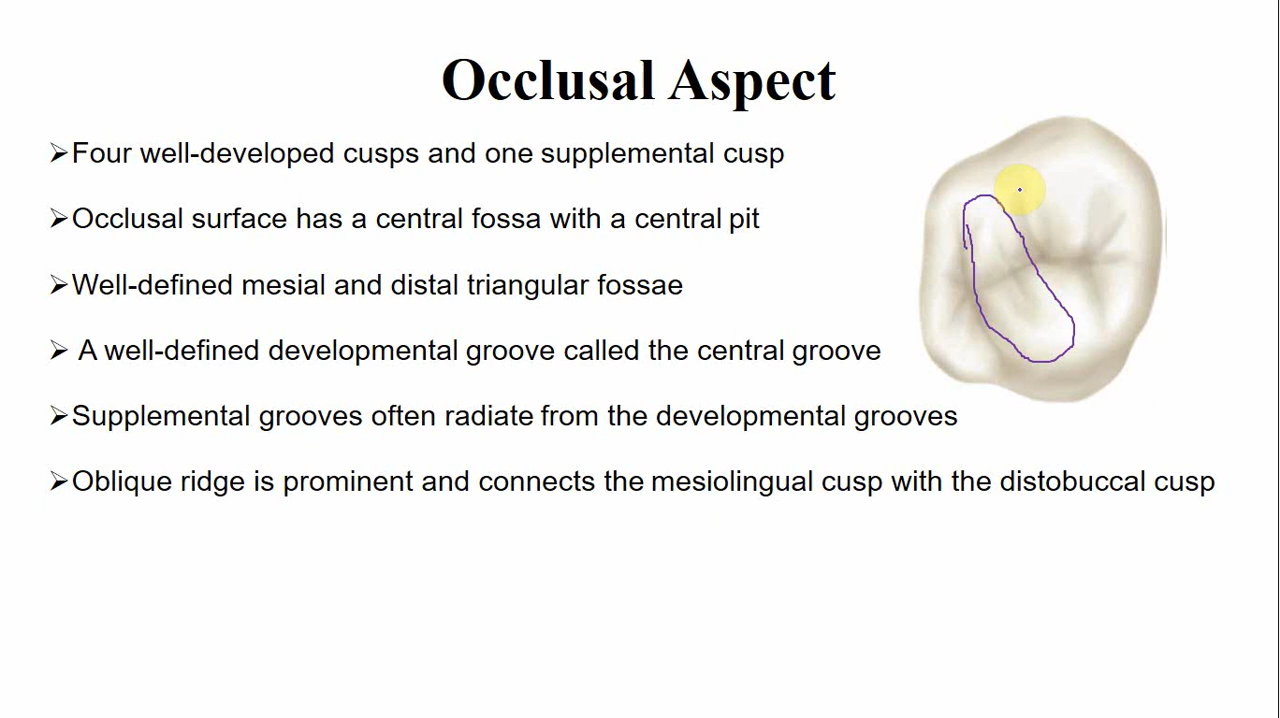 Occlusal Aspect
➢Four well-developed cusps and one supplemental cusp
➢Occlusal surface has a central fossa with a central pit
➢Well-defined mesial and distal triangular fossae
➢ A well-defined developmental groove called the central groove
➢Supplemental grooves often radiate from the developmental grooves
➢Oblique ridge is prominent and connects the mesiolingual cusp with the distobuccal cusp